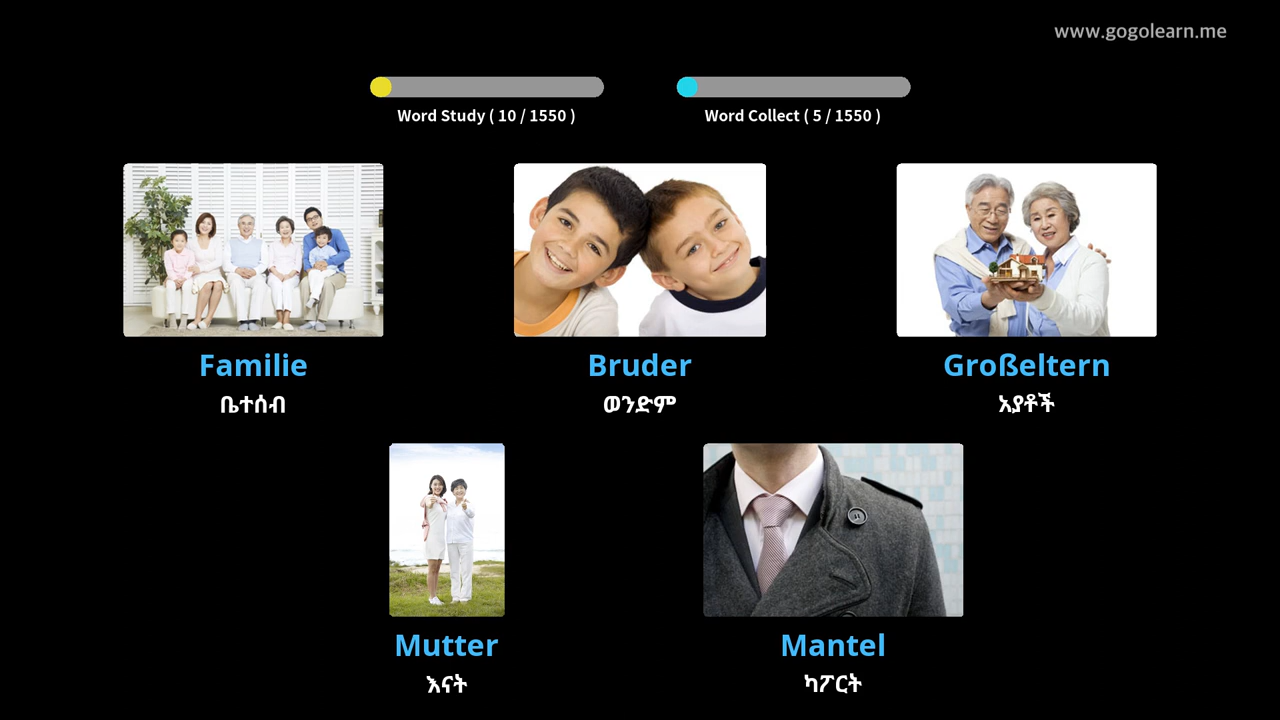 www.gogolearn.me
Word Study ( 10 / 1550 )
Word Collect ( 5 / 1550 )
Familie
ቤተሰብ
Bruder
ወንድም
Großeltern
አያቶች
Mutter
እናት
Mantel
ካፖርት